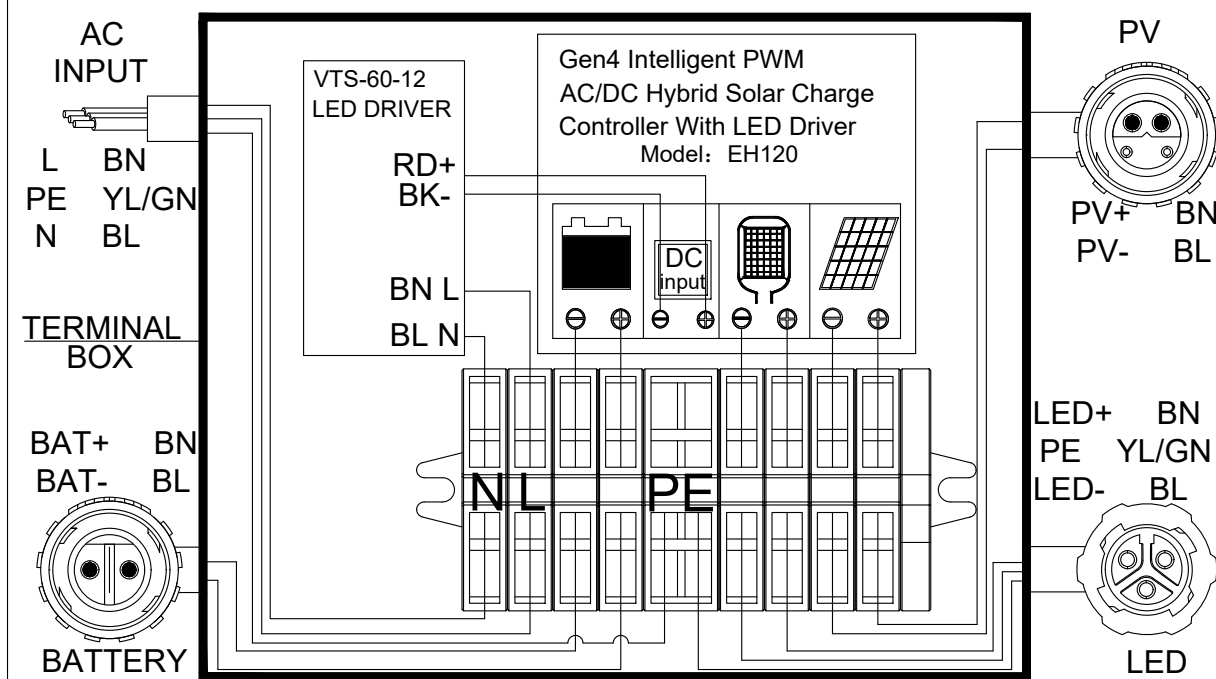 AC
INPUT
L BN
PE YL/GN
N BL
TERMINAL
BOX
BAT+ BN
BAT- BL
BATTERY
VTS-60-12
LED DRIVER
RD+
BK-
BN L
BL N
Gen4 Intelligent PWM
AC/DC Hybrid Solar Charge
Controller With LED Driver
Model: EH120
DC
input
N L PE
PV
PV+ BN
PV- BL
LED+ BN
PE YL/GN
LED- BL
LED